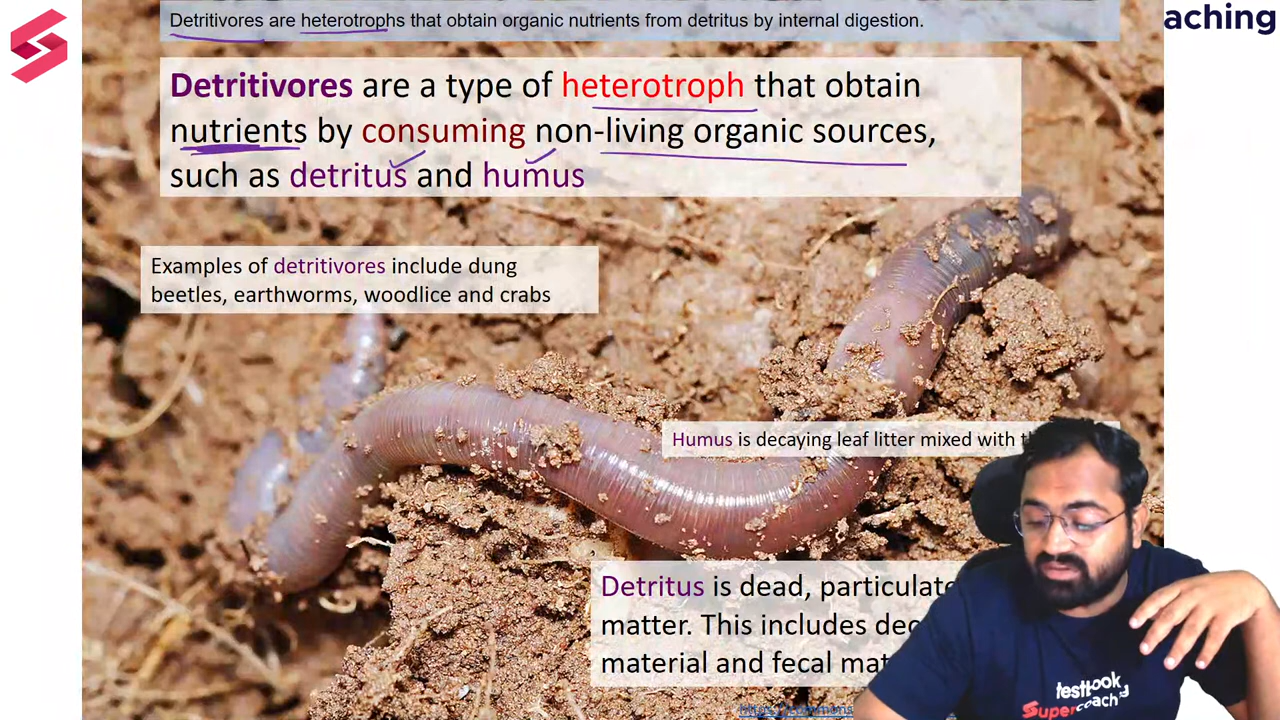 Detritivores are heterotrophs that obtain organic nutrients from detritus by internal digestion.
aching
Detritivores are a type of heterotroph that obtain
nutrients by consuming non-living organic sources,
such as detritus and humus
Examples of detritivores include dung
beetles, earthworms, woodlice and crabs
Humus is decaying leaf litter mixed with
Detritus is dead, particulate
matter. This includes
material and fecal
testbook
Supercoach